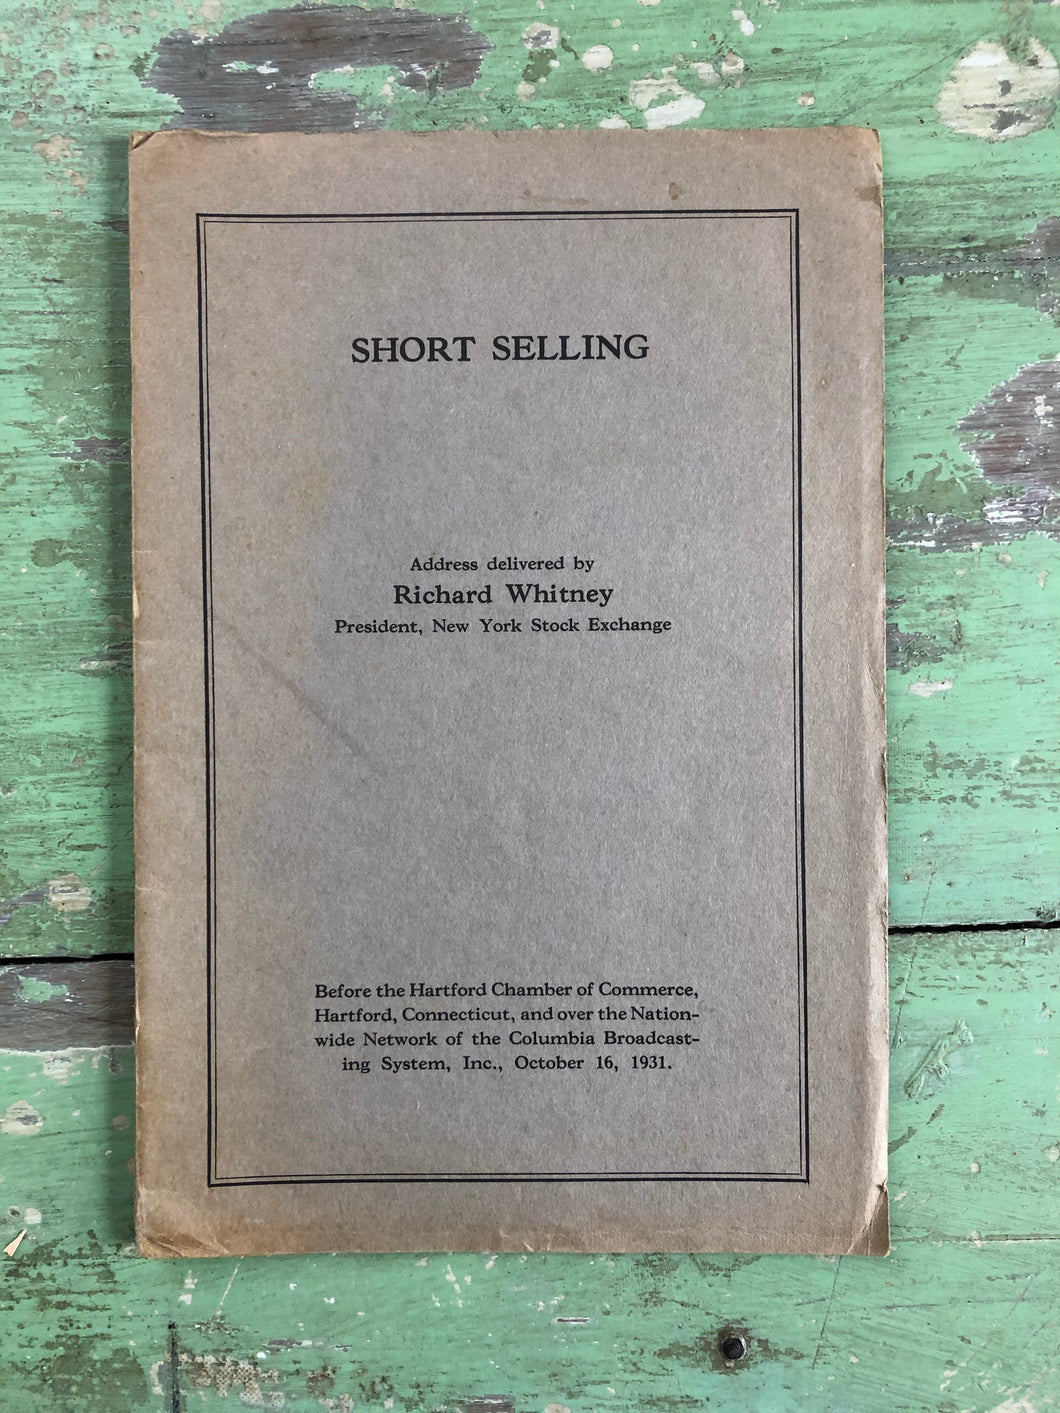 SHORT SELLING
Address delivered by
Richard Whitney
President, New York Stock Exchange
Before the Hartford Chamber of Commerce,
Hartford, Connecticut, and over the Nation-
wide Network of the Columbia Broadcast-
ing System, Inc., October 16, 1931.